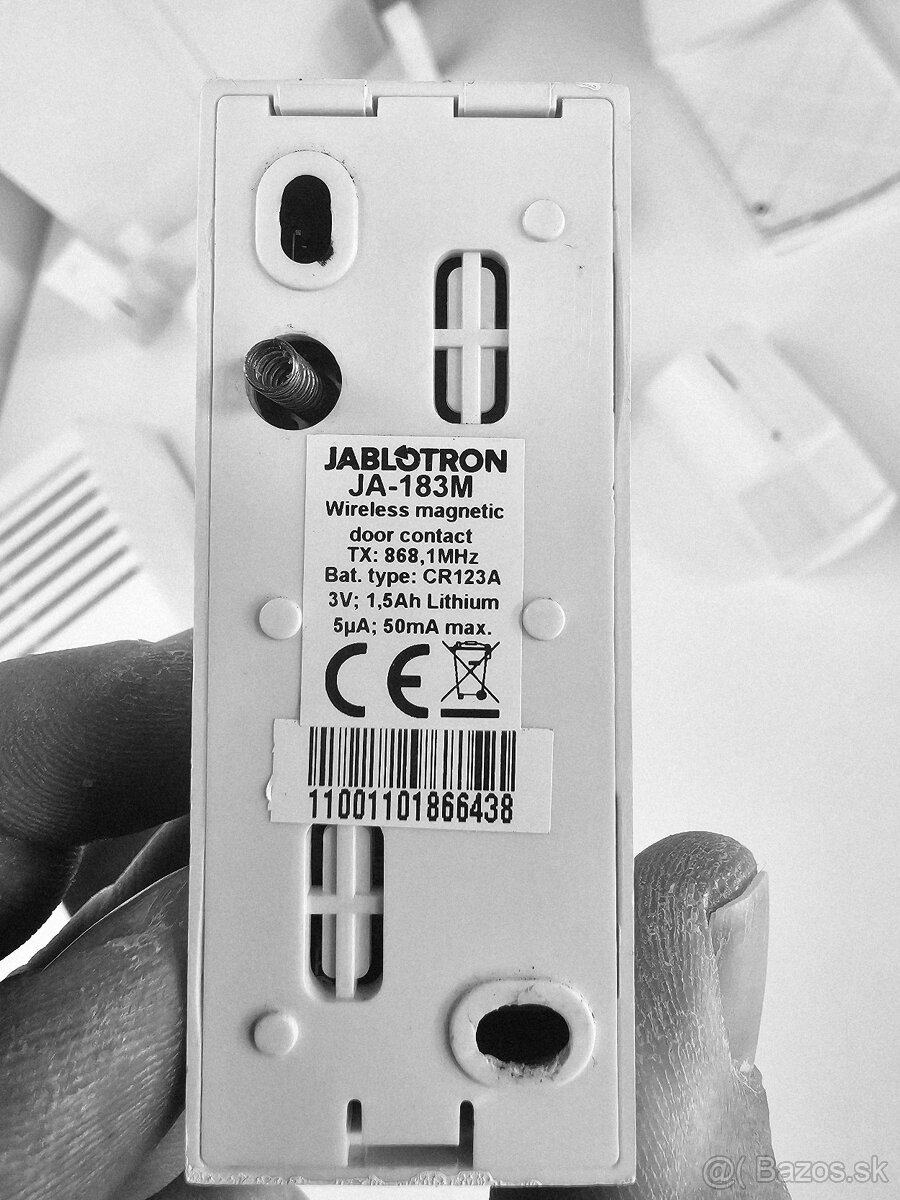 JABLOTRON
JA-183M
Wireless magnetic
door contact
TX: 868,1MHz
Bat. type: CR123A
3V; 1,5Ah Lithium
5µA; 50mA max.
CE
11001101866438
@( Bazos.sk